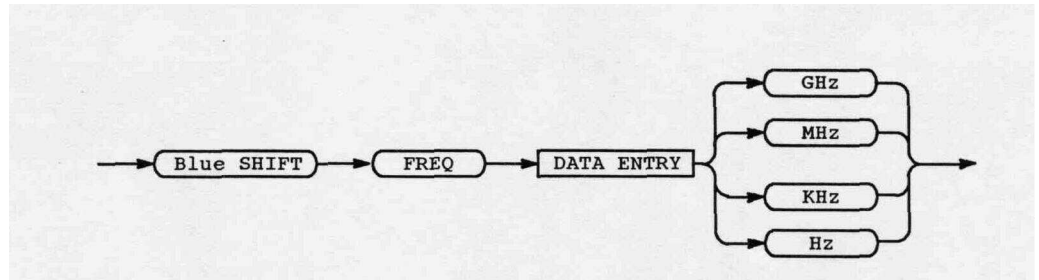 GHz
MHz
Blue SHIFT FREQ DATA ENTRY
KHz
Hz